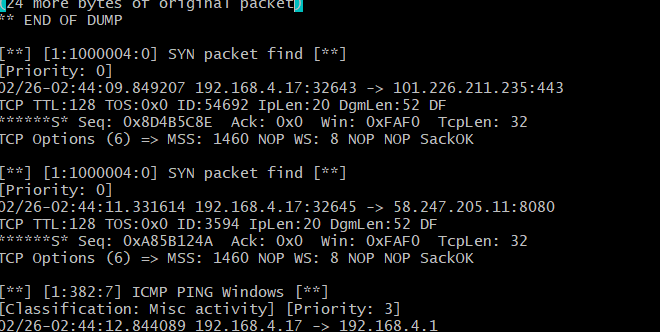 (24 more bytes of original packet)
** END OF DUMP
[**] [1:1000004:0] SYN packet find [**]
[Priority: 0]
02/26-02:44:09.849207 192.168.4.17:32643 -> 101.226.211.235:443
TCP TTL:128 TOS:0x0 ID:54692 IpLen:20 DgmLen:52 DF
******S* Seq: 0x8D4B5C8E  Ack: 0x0  Win: 0xFAF0  TcpLen: 32
TCP Options (6) => MSS: 1460 NOP WS: 8 NOP NOP SackOK
[**] [1:1000004:0] SYN packet find [**]
[Priority: 0]
02/26-02:44:11.331614 192.168.4.17:32645 -> 58.247.205.11:8080
TCP TTL:128 TOS:0x0 ID:3594 IpLen:20 DgmLen:52 DF
******S* Seq: 0xA85B124A  Ack: 0x0  Win: 0xFAF0  TcpLen: 32
TCP Options (6) => MSS: 1460 NOP WS: 8 NOP NOP SackOK
[**] [1:382:7] ICMP PING Windows [**]
[Classification: Misc activity] [Priority: 3]
02/26-02:44:12.844089 192.168.4.17 -> 192.168.4.1